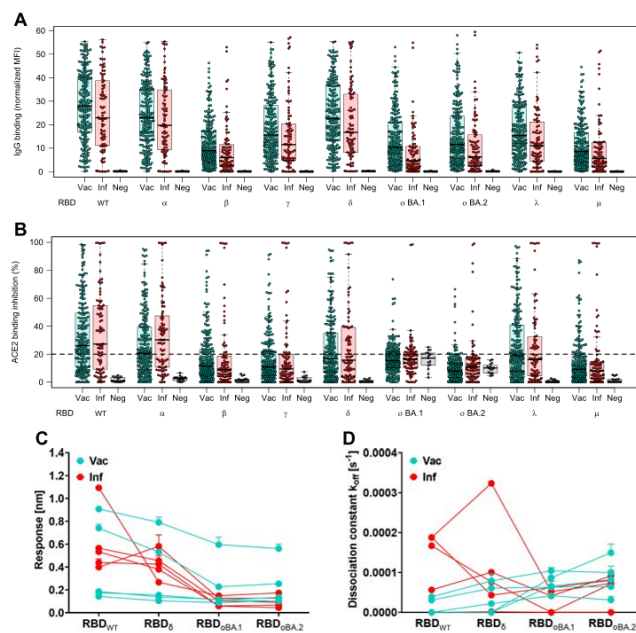 A
IgG binding (normalized MFI)
60
50
40
30
20
10
0
Vac Inf Neg Vac Inf Neg Vac Inf Neg Vac Inf Neg Vac Inf Neg Vac Inf Neg Vac Inf Neg Vac Inf Neg Vac Inf Neg
RBD WT α β γ δ o BA.1 o BA.2 λ μ
B
ACE2 binding inhibition (%)
100
80
60
40
20
0
Vac Inf Neg Vac Inf Neg Vac Inf Neg Vac Inf Neg Vac Inf Neg Vac Inf Neg Vac Inf Neg Vac Inf Neg Vac Inf Neg
RBD WT α β γ δ o BA.1 o BA.2 λ μ
C
Response [nm]
1.4
1.2
1.0
0.8
0.6
0.4
0.2
0.0
Vac
Inf
RBDWT RBDδ RBDoBA.1 RBDoBA.2
D
Dissociation constant koff [s-1]
0.0004
0.0003
0.0002
0.0001
0.0000
Vac
Inf
RBDWT RBDδ RBDoBA.1 RBDoBA.2